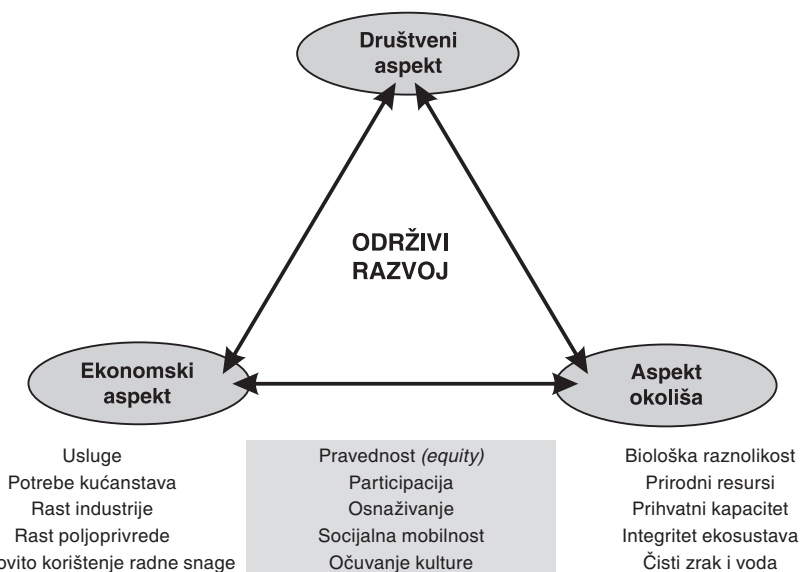 Društveni
aspekt
ODRŽIVI
RAZVOJ
Ekonomski
aspekt
Aspekt
okoliša
Usluge
Potrebe kućanstava
Rast industrije
Rast poljoprivrede
korištenje radne snage
Pravednost (equity)
Participacija
Osnaživanje
Socijalna mobilnost
Očuvanje kulture
Biološka raznolikost
Prirodni resursi
Prihvatni kapacitet
Integritet ekosustava
Čisti zrak i voda